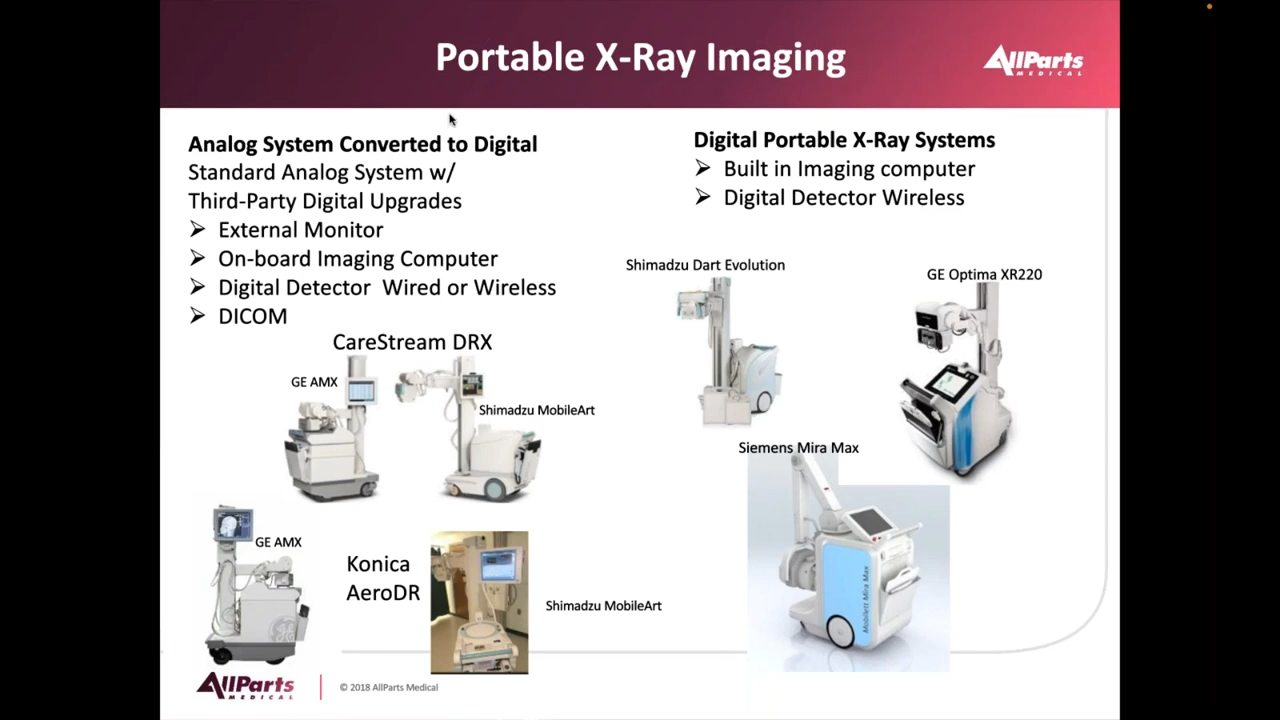 Portable X-Ray Imaging
AllParts
MEDICAL
Analog System Converted to Digital
Standard Analog System w/
Third-Party Digital Upgrades
➢ External Monitor
➢ On-board Imaging Computer
➢ Digital Detector Wired or Wireless
➢ DICOM
CareStream DRX
GE AMX
Shimadzu MobileArt
GE AMX
Konica
AeroDR
Shimadzu MobileArt
Digital Portable X-Ray Systems
➢ Built in Imaging computer
➢ Digital Detector Wireless
Shimadzu Dart Evolution
GE Optima XR220
Siemens Mira Max
Mobilett Mira Max
AllParts
MEDICAL
© 2018 AllParts Medical